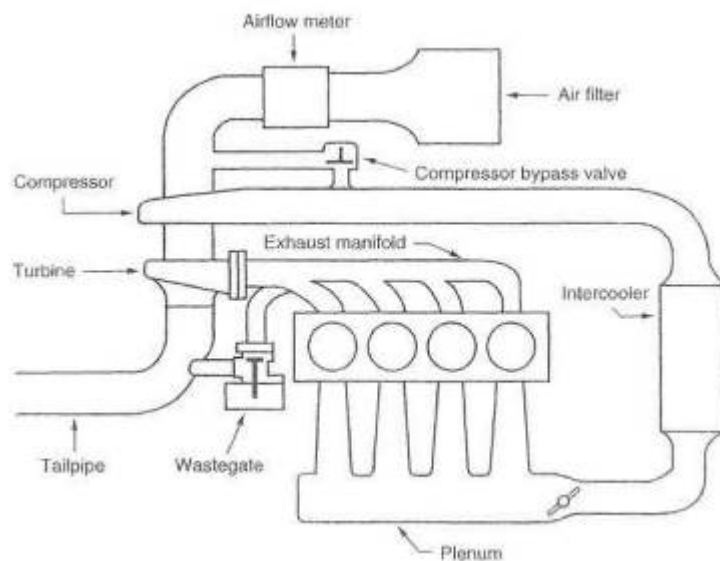 Airflow meter
Air filter
Compressor bypass valve
Compressor
Exhaust manifold
Turbine
Intercooler
Tailpipe
Wastegate
Plenum